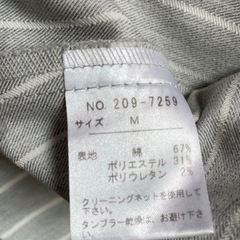 NO 209-7259
サイズ M
表地 綿 67%
ポリエステル 31%
ポリウレタン 2%
クリーニングネットを使用して下さい。
タンブラー乾燥は、お避け下さい。